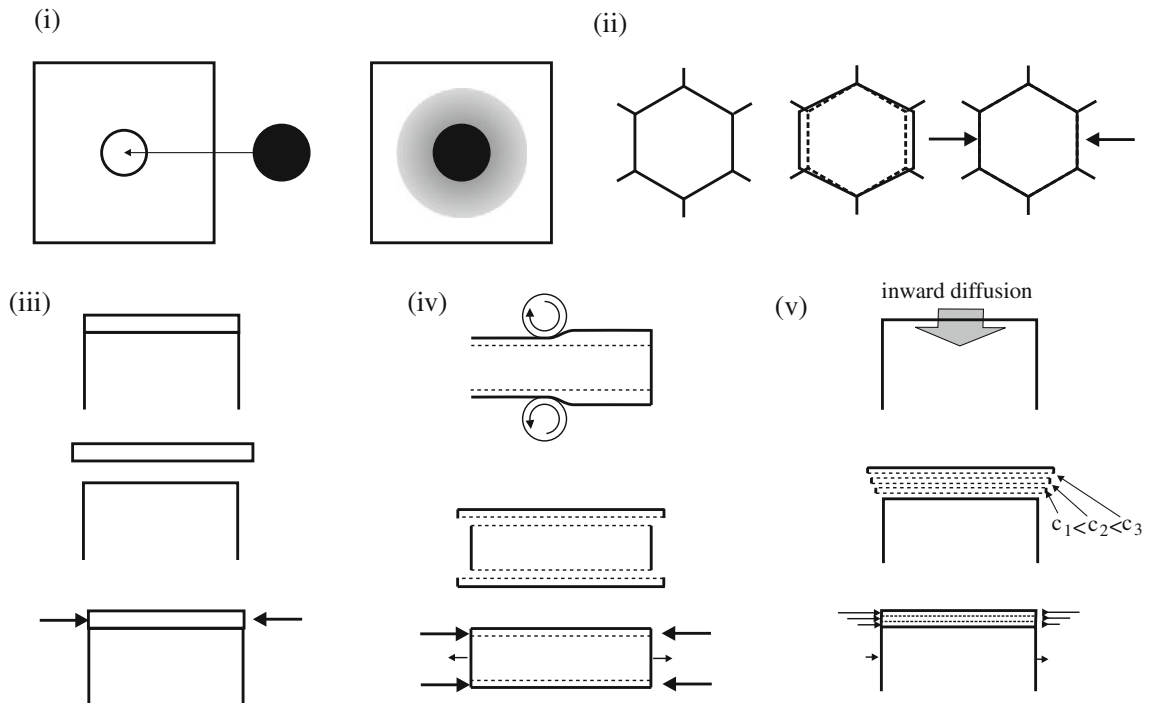 (i)
(ii)
(iii)
(iv)
(v)
inward diffusion
c₁<c₂<c₃